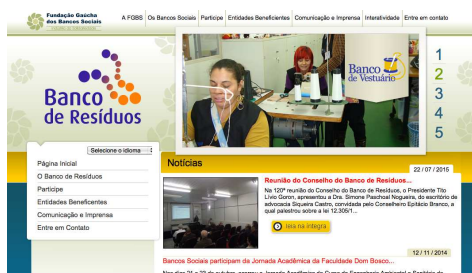 Fundação Gaúcha
dos Bancos Sociais
A FGBS Os Bancos Sociais Participe Entidades Beneficentes Comunicação e Imprensa Interatividade Entre em contato
Banco
de Resíduos
Banco
de Vestuário
1
2
3
4
5
Selecione o idioma
Página Inicial
O Banco de Resíduos
Participe
Entidades Beneficentes
Comunicação e Imprensa
Entre em Contato
Notícias
22 / 07 / 2015
Reunião do Conselho do Banco de Resíduos...
Na 120ª reunião do Conselho do Banco de Resíduos, o Presidente Tito
Livio Goron, apresentou a Dra. Simone Paschoal Nogueira, do escritório de
advocacia Siqueira Castro, convidada pelo Conselheiro Epitácio Branco, a
qual palestrou sobre a lei 12.305/1...
leia na íntegra
12 / 11 / 2014
Bancos Sociais participam da Jornada Acadêmica da Faculdade Dom Bosco...